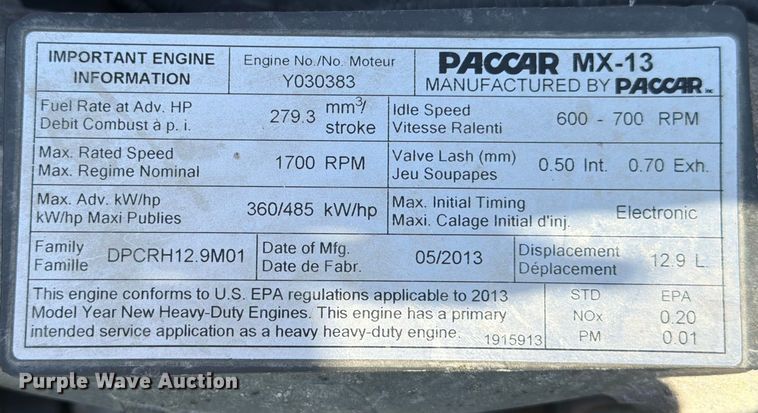 IMPORTANT ENGINE
INFORMATION
Engine No./No. Moteur
Y030383
PACCAR MX-13
MANUFACTURED BY PACCAR INC
Fuel Rate at Adv. HP
Debit Combust à p. i.
279.3 mm3/
stroke
Idle Speed
Vitesse Ralenti
600 - 700 RPM
Max. Rated Speed
Max. Regime Nominal
1700 RPM
Valve Lash (mm)
Jeu Soupapes
0.50 Int. 0.70 Exh.
Max. Adv. kW/hp
kW/hp Maxi Publies
360/485 kW/hp
Max. Initial Timing
Maxi. Calage Initial d'inj.
Electronic
Family
Famille
DPCRH12.9M01
Date of Mfg.
Date de Fabr.
05/2013
Displacement
Déplacement
12.9 L
This engine conforms to U.S. EPA regulations applicable to 2013
Model Year New Heavy-Duty Engines. This engine has a primary
intended service application as a heavy heavy-duty engine.
1915913
STD EPA
NOx 0.20
PM 0.01
Purple Wave Auction